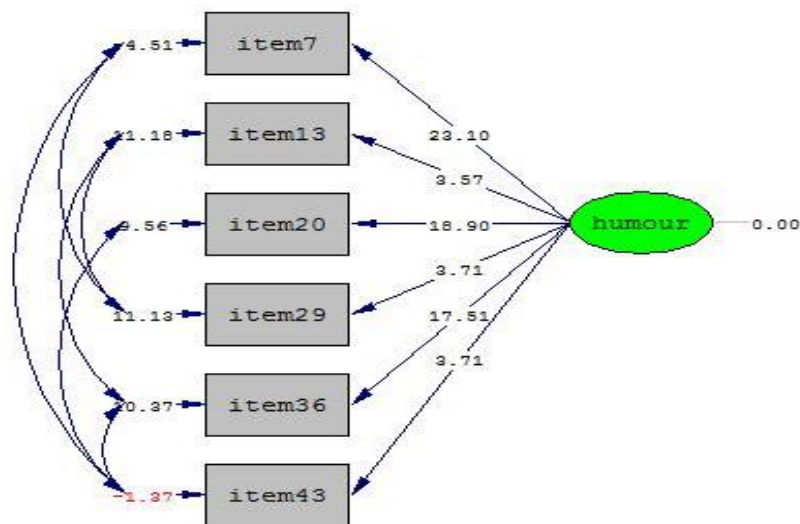 4.51 item7
23.10
11.18 item13
3.57
9.56 item20 18.90 humour 0.00
3.71
11.13 item29
17.51
3.71
10.37 item36
-1.37 item43